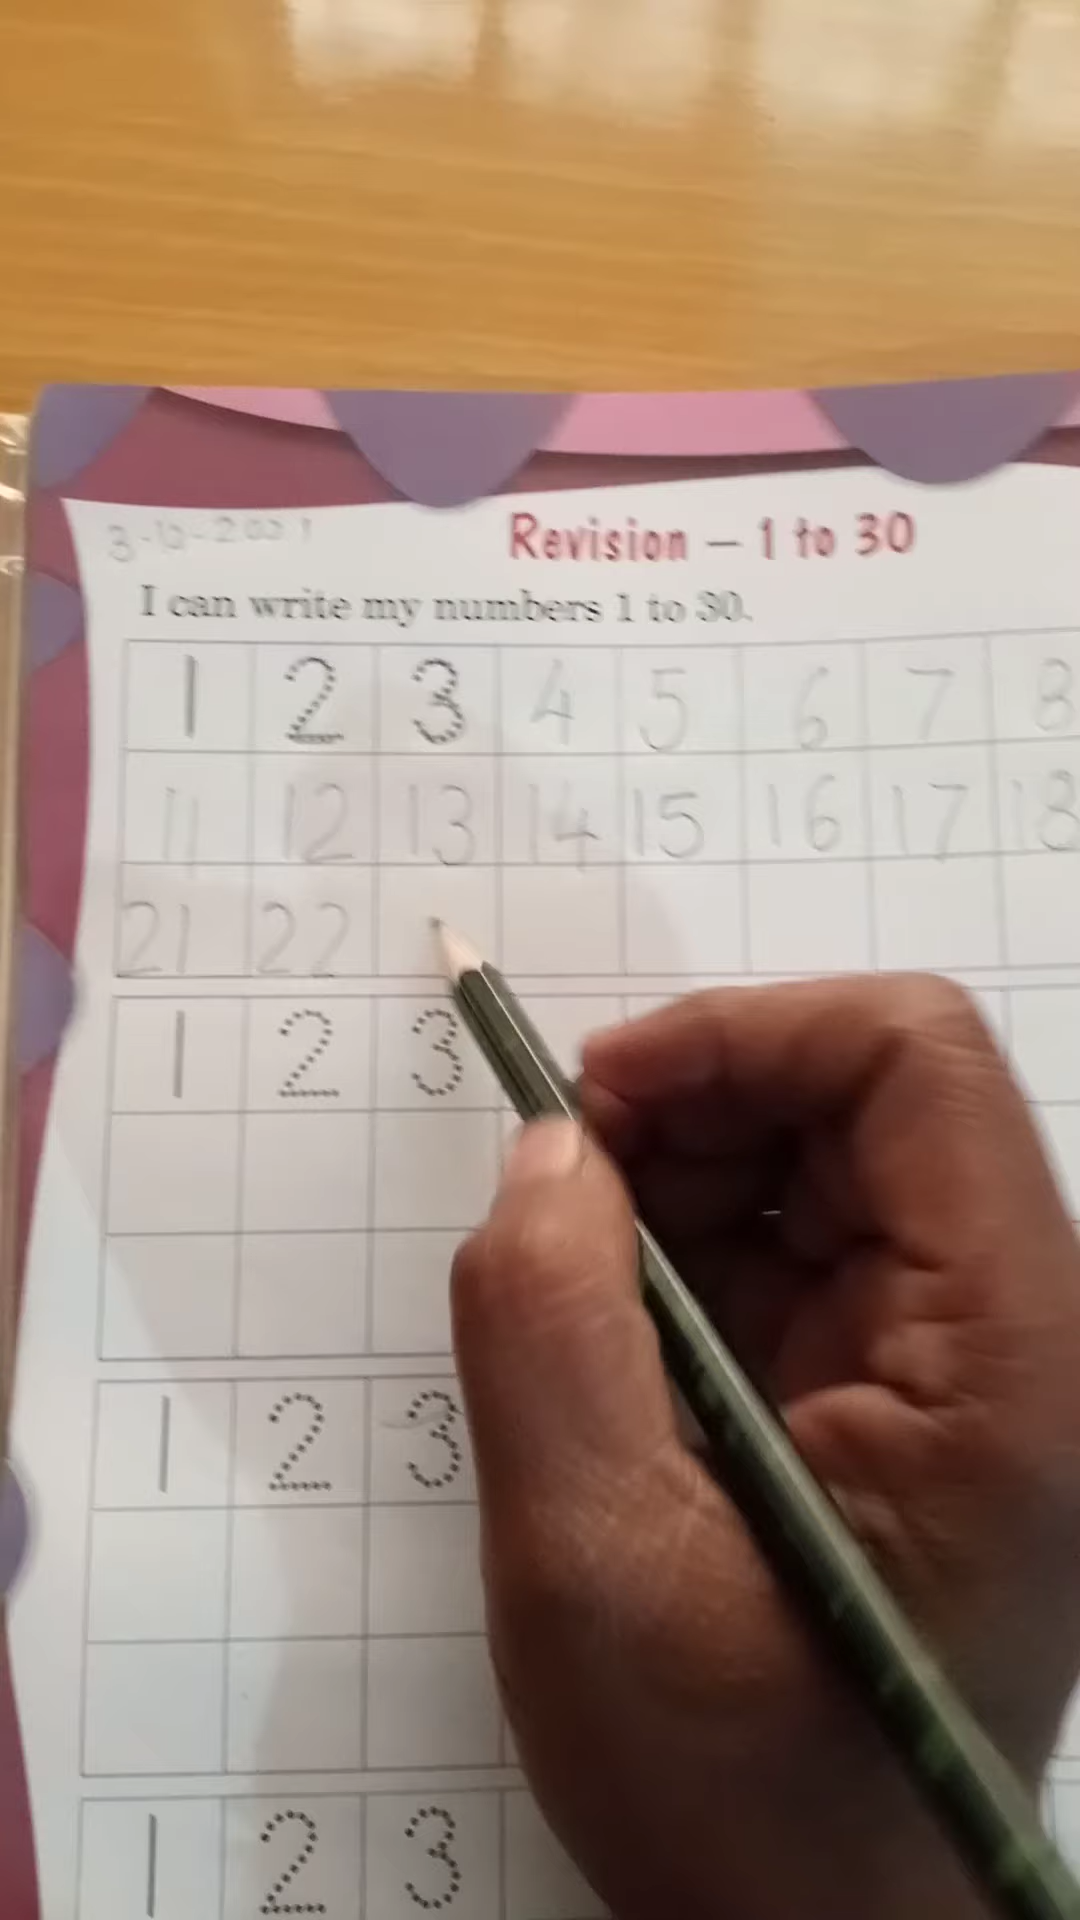 Revision – 1 to 30
I can write my numbers 1 to 30.
1 2 3 4 5 6 7 8
11 12 13 14 15 16 17 18
21 22
1 2 3
1 2 3
1 2 3